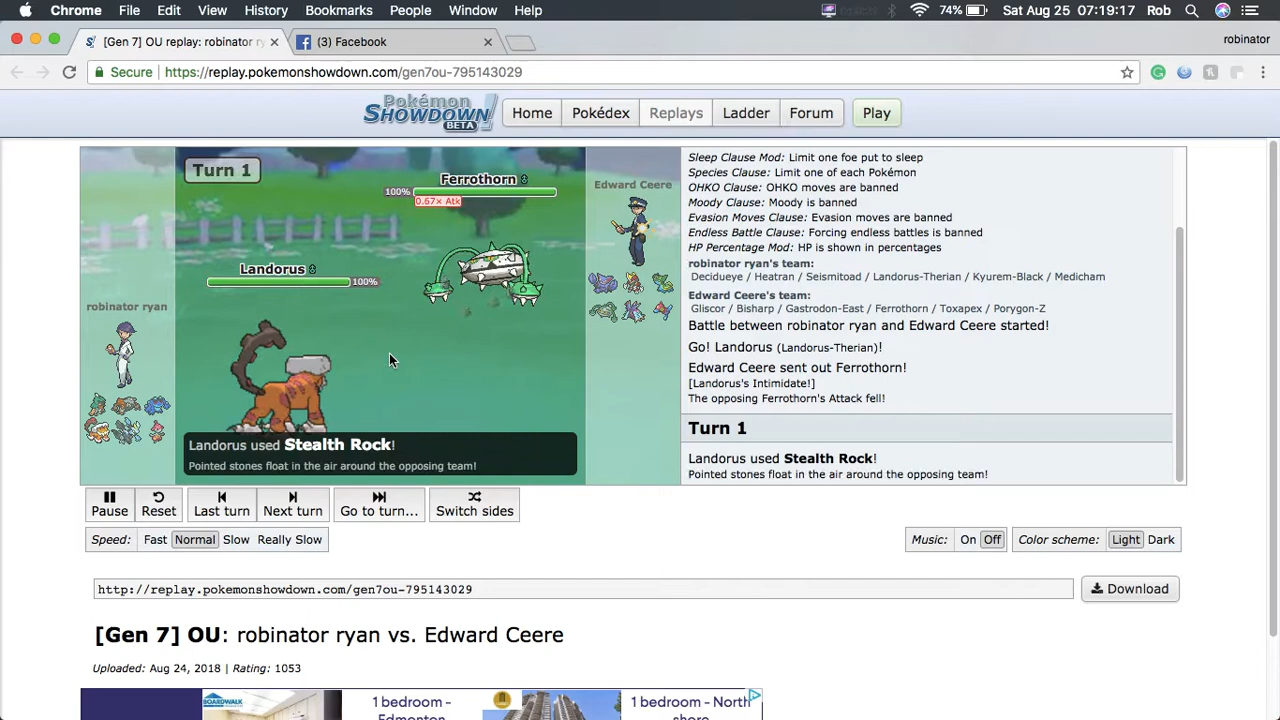 Chrome File Edit View History Bookmarks People Window Help 74% Sat Aug 25 07:19:17 Rob
[Gen 7] OU replay: robinator ry × (3) Facebook × robinator
Secure https://replay.pokemonshowdown.com/gen7ou-795143029
Pokémon SHOWDOWN! BETA Home Pokédex Replays Ladder Forum Play
Turn 1
Ferrothorn
100%
0.67× Atk
Landorus
100%
robinator ryan
Edward Ceere
Landorus used Stealth Rock!
Pointed stones float in the air around the opposing team!
Sleep Clause Mod: Limit one foe put to sleep
Species Clause: Limit one of each Pokémon
OHKO Clause: OHKO moves are banned
Moody Clause: Moody is banned
Evasion Moves Clause: Evasion moves are banned
Endless Battle Clause: Forcing endless battles is banned
HP Percentage Mod: HP is shown in percentages
robinator ryan's team:
Decidueye / Heatran / Seismitoad / Landorus-Therian / Kyurem-Black / Medicham
Edward Ceere's team:
Gliscor / Bisharp / Gastrodon-East / Ferrothorn / Toxapex / Porygon-Z
Battle between robinator ryan and Edward Ceere started!
Go! Landorus (Landorus-Therian)!
Edward Ceere sent out Ferrothorn!
[Landorus's Intimidate!]
The opposing Ferrothorn's Attack fell!
Turn 1
Landorus used Stealth Rock!
Pointed stones float in the air around the opposing team!
Pause Reset Last turn Next turn Go to turn... Switch sides
Speed: Fast Normal Slow Really Slow Music: On Off Color scheme: Light Dark
http://replay.pokemonshowdown.com/gen7ou-795143029 Download
[Gen 7] OU: robinator ryan vs. Edward Ceere
Uploaded: Aug 24, 2018 | Rating: 1053
BOARDWALK 1 bedroom - 1 bedroom - North
Edmonton shore